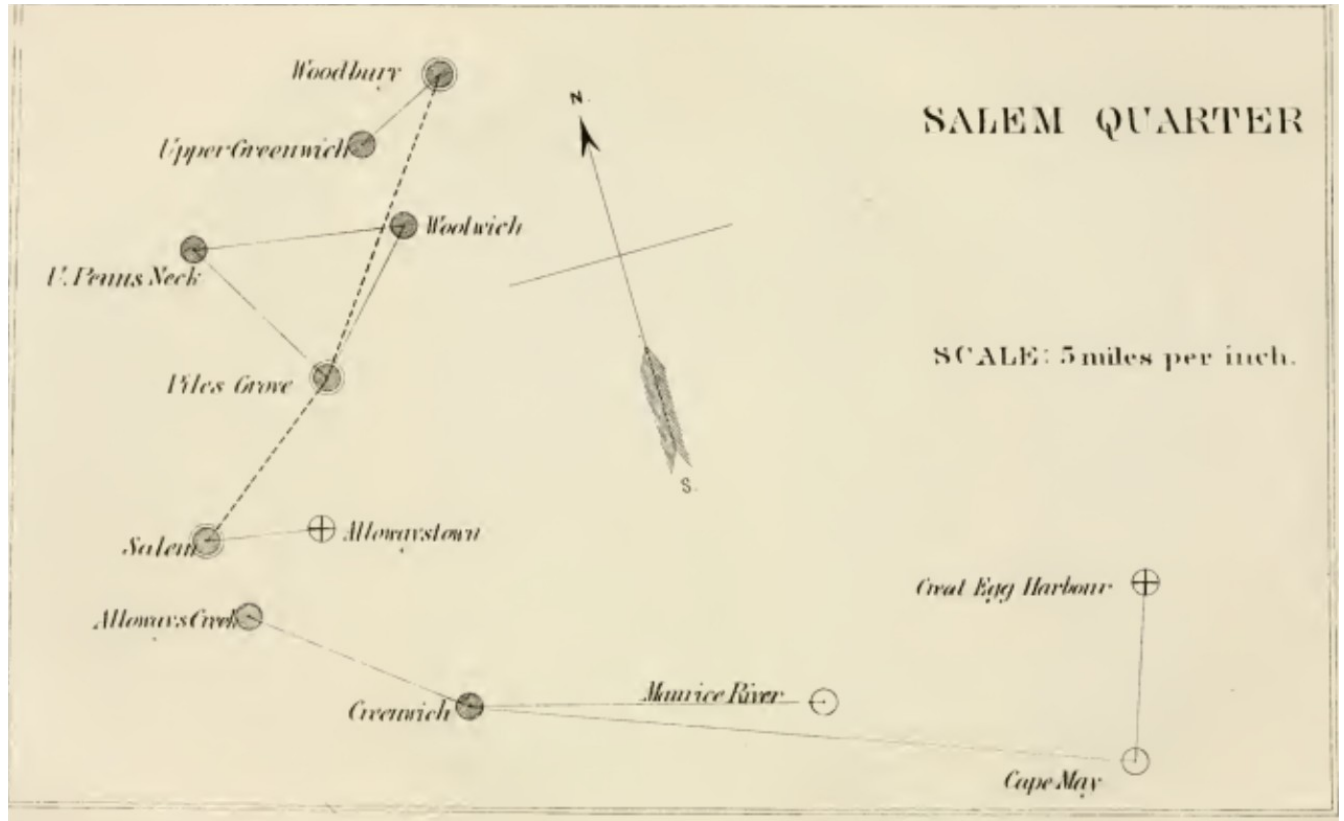 Woodbury
N.
SALEM QUARTER
Upper Greenwich
Woolwich
U. Penns Neck
SCALE: 5 miles per inch.
Piles Grove
S.
Salem
Allowaystown
Great Egg Harbour
Alloways Creek
Maurice River
Greenwich
Cape May